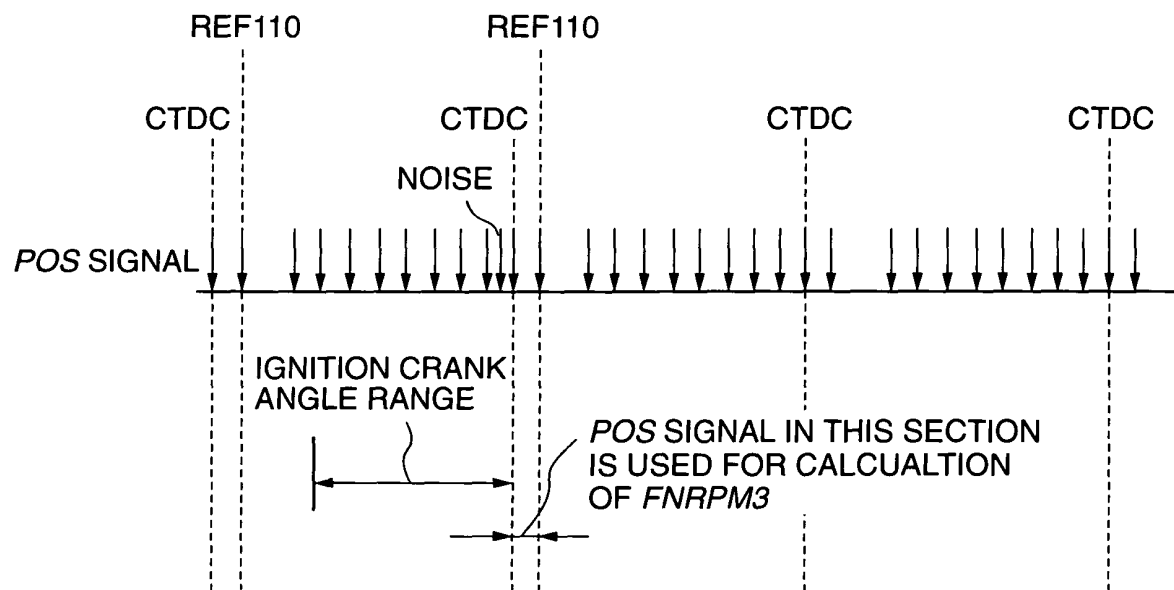 REF110 REF110
CTDC CTDC CTDC CTDC
NOISE
POS SIGNAL
IGNITION CRANK
ANGLE RANGE
POS SIGNAL IN THIS SECTION
IS USED FOR CALCUALTION
OF FNRPM3